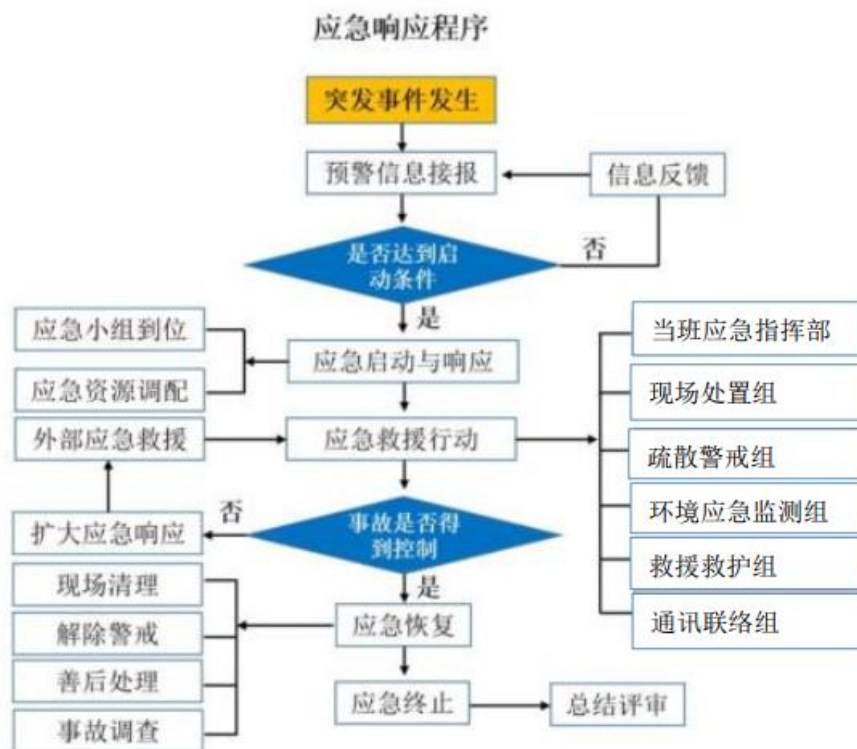 应急响应程序
突发事件发生
预警信息接报
信息反馈
是否达到启
动条件
否
是
应急小组到位
应急启动与响应
当班应急指挥部
应急资源调配
现场处置组
外部应急救援
应急救援行动
疏散警戒组
扩大应急响应
否
事故是否得
到控制
环境应急监测组
现场清理
是
救援救护组
解除警戒
应急恢复
通讯联络组
善后处理
应急终止
总结评审
事故调查